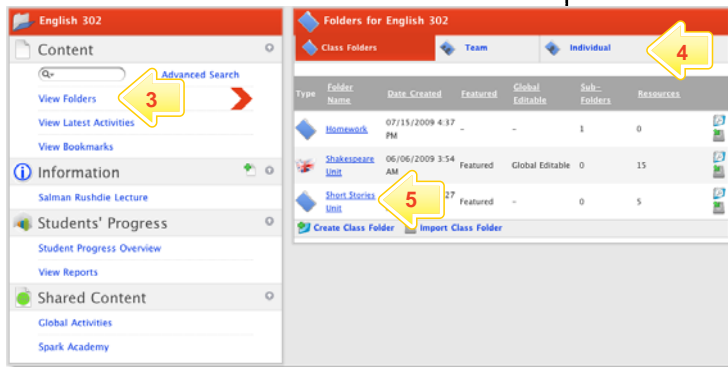 English 302
Content
Advanced Search
View Folders
3
View Latest Activities
View Bookmarks
Information
Salman Rushdie Lecture
Students' Progress
Student Progress Overview
View Reports
Shared Content
Global Activities
Spark Academy
Folders for English 302
Class Folders Team Individual
4
Type Folder Name Date Created Featured Global Editable Sub-Folders Resources
Homework 07/15/2009 4:37 PM - - 1 0
Shakespeare Unit 06/06/2009 3:54 AM Featured Global Editable 0 15
Short Stories Unit 5 27 Featured - 0 5
Create Class Folder Import Class Folder